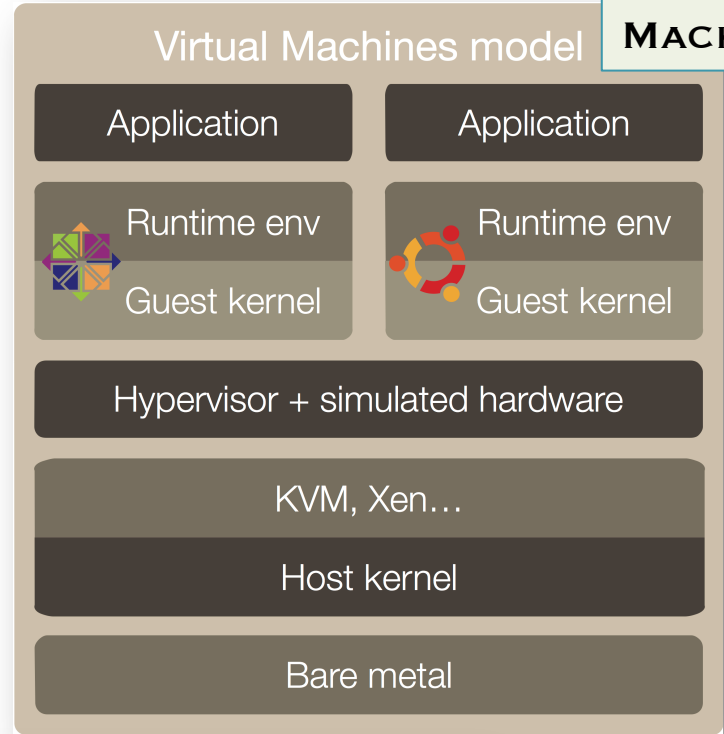 Virtual Machines model
Application
Application
Runtime env
Guest kernel
Runtime env
Guest kernel
Hypervisor + simulated hardware
KVM, Xen…
Host kernel
Bare metal